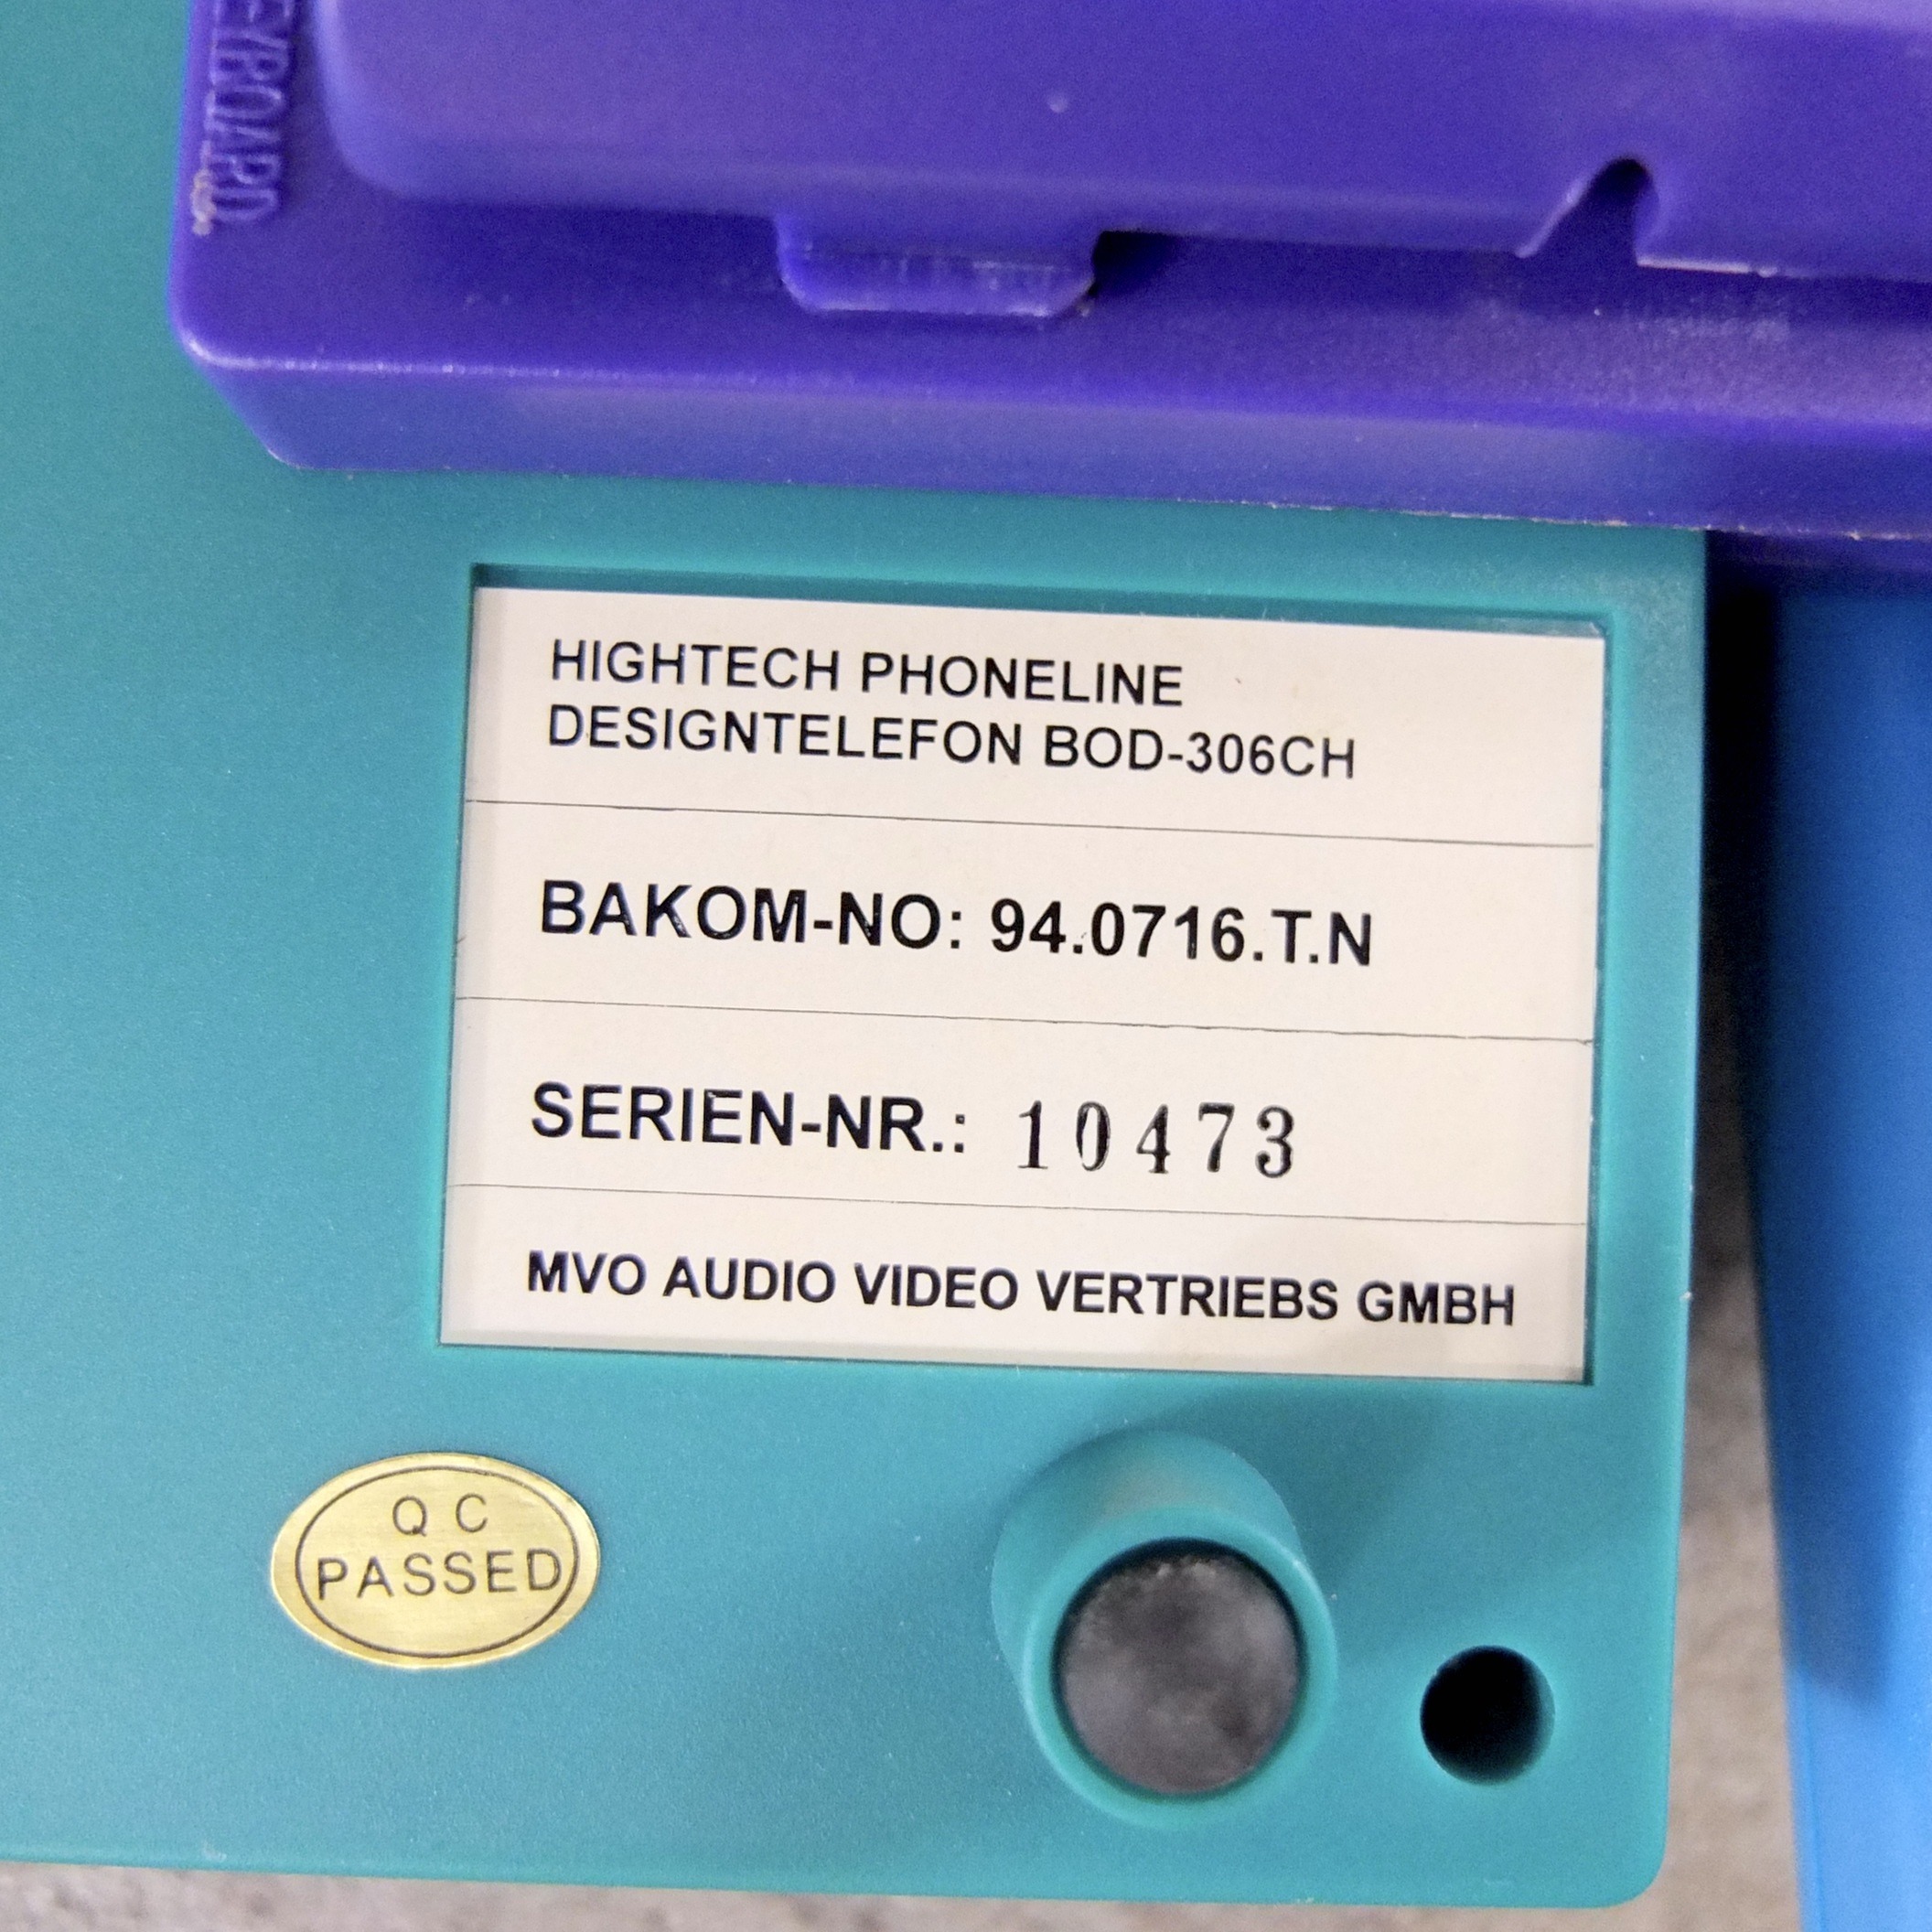 HIGHTECH PHONELINE
DESIGNTELEFON BOD-306CH
BAKOM-NO: 94.0716.T.N
SERIEN-NR.: 10473
MVO AUDIO VIDEO VERTRIEBS GMBH
Q C
PASSED